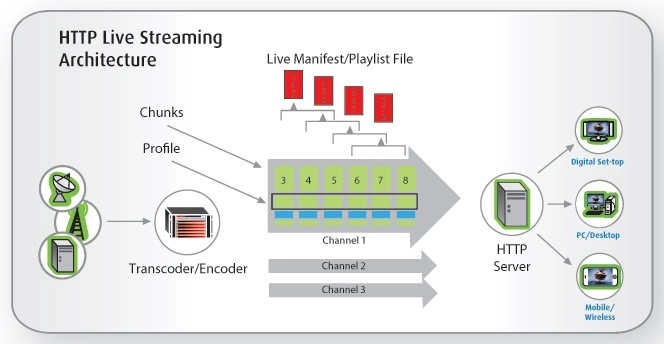 HTTP Live Streaming
Architecture
Live Manifest/Playlist File
Chunks
Profile
3 4 5 6 7 8
Channel 1
Channel 2
Channel 3
Transcoder/Encoder
HTTP
Server
Digital Set-top
PC/Desktop
Mobile/
Wireless